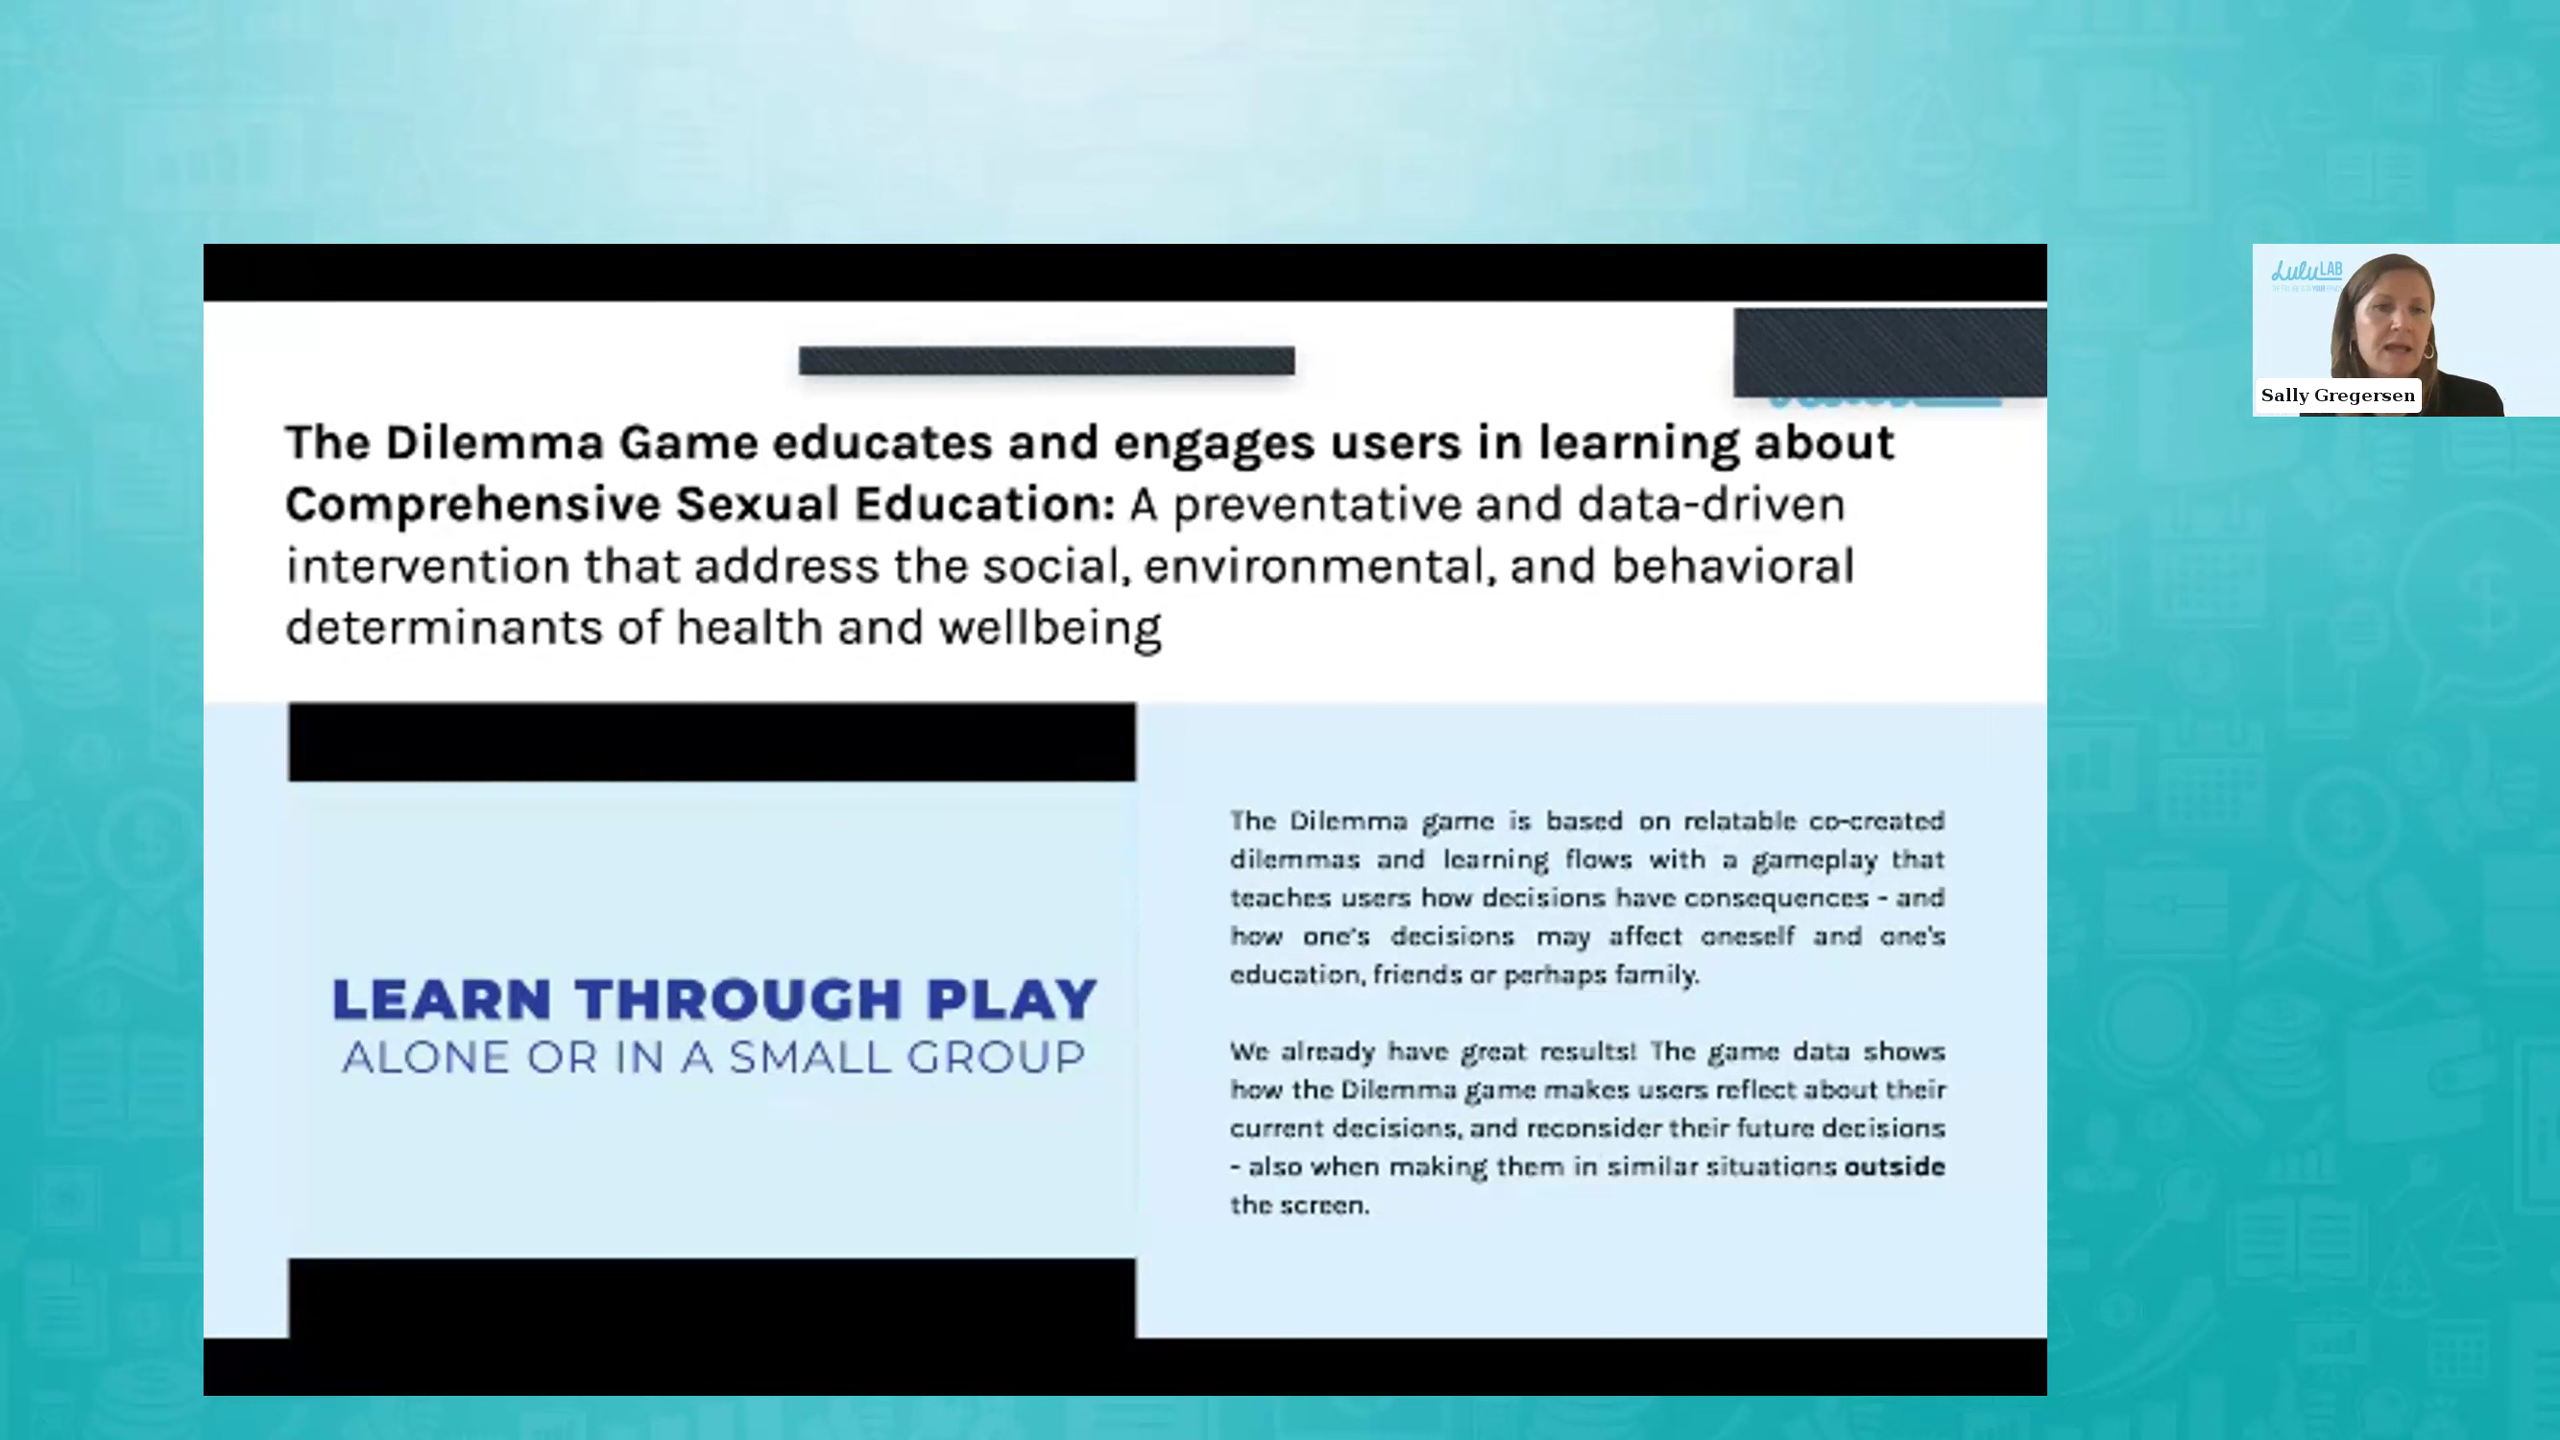 The Dilemma Game educates and engages users in learning about
Comprehensive Sexual Education: A preventative and data-driven
intervention that address the social, environmental, and behavioral
determinants of health and wellbeing
LEARN THROUGH PLAY
ALONE OR IN A SMALL GROUP
The Dilemma game is based on relatable co-created
dilemmas and learning flows with a gameplay that
teaches users how decisions have consequences - and
how one's decisions may affect oneself and one's
education, friends or perhaps family.
We already have great results! The game data shows
how the Dilemma game makes users reflect about their
current decisions, and reconsider their future decisions
- also when making them in similar situations outside
the screen.
LuluLAB
Sally Gregersen